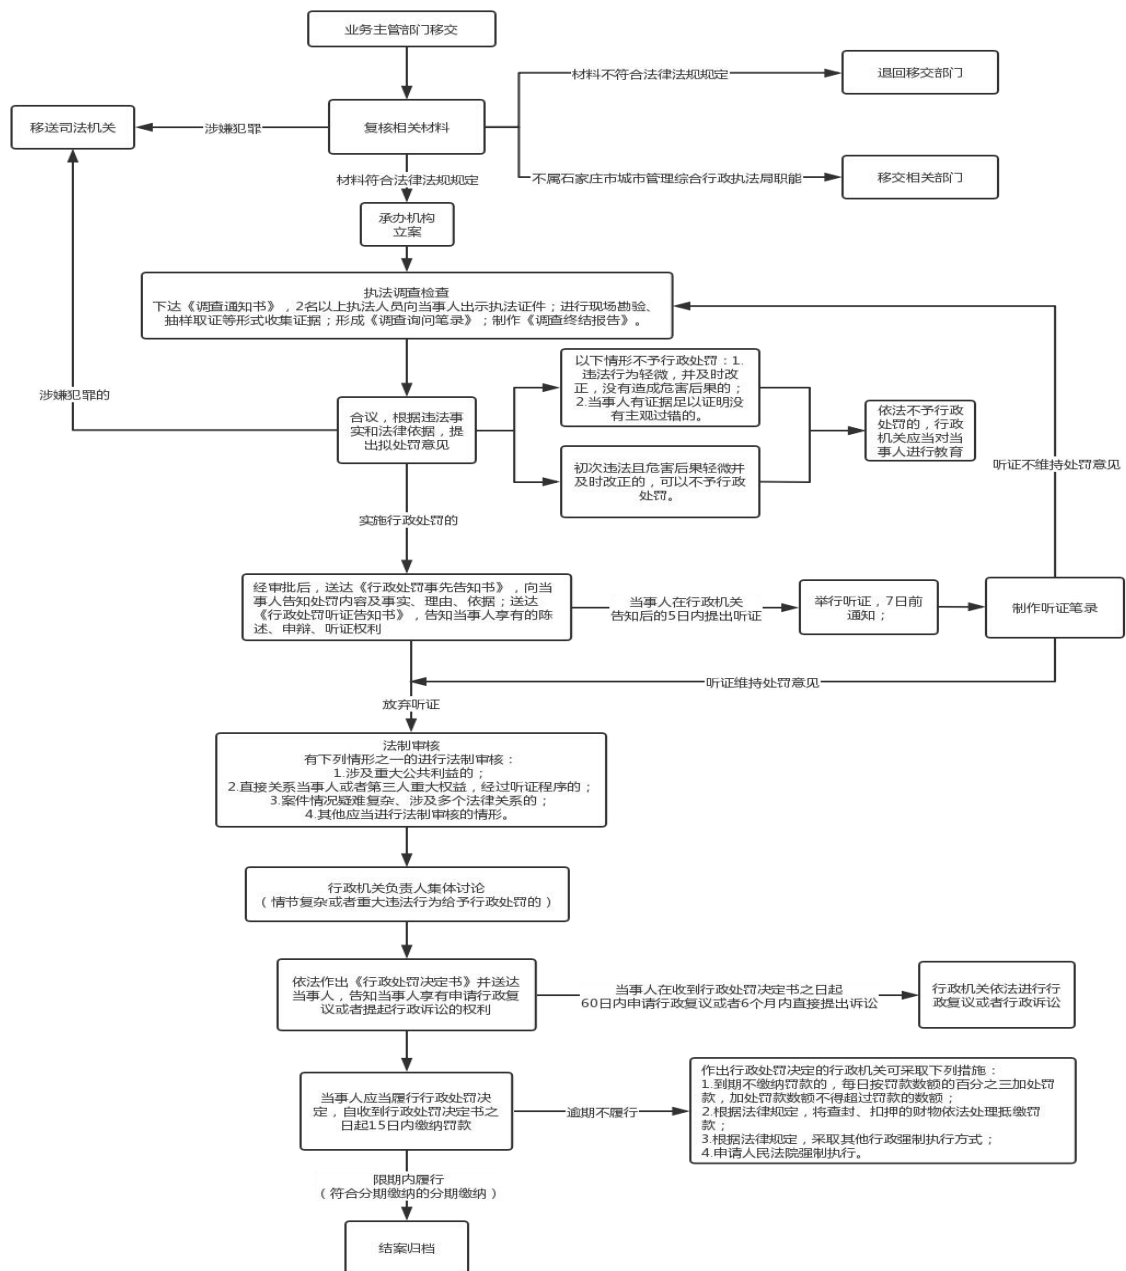 业务主管部门移交
材料不符合法律法规规定
退回移交部门
移送司法机关
涉嫌犯罪
复核相关材料
材料符合法律法规规定
不属石家庄市城市管理综合行政执法局职能
移交相关部门
承办机构
立案
执法调查检查
下达《调查通知书》，2名以上执法人员向当事人出示执法证件；进行现场勘验、
抽样取证等形式收集证据；形成《调查询问笔录》；制作《调查终结报告》。
涉嫌犯罪的
合议，根据违法事
实和法律依据，提
出拟处罚意见
以下情形不予行政处罚：1.
违法行为轻微，并及时改
正，没有造成危害后果的；
2.当事人有证据足以证明没
有主观过错的。
初次违法且危害后果轻微并
及时改正的，可以不予行政
处罚。
依法不予行政
处罚的，行政
机关应当对当
事人进行教育
听证不维持处罚意见
实施行政处罚的
经审批后，送达《行政处罚事先告知书》，向当
事人告知处罚内容及事实、理由、依据；送达
《行政处罚听证告知书》，告知当事人享有的陈
述、申辩、听证权利
当事人在行政机关
告知后的5日内提出听证
举行听证，7日前
通知；
制作听证笔录
听证维持处罚意见
放弃听证
法制审核
有下列情形之一的进行法制审核：
1.涉及重大公共利益的；
2.直接关系当事人或者第三人重大权益，经过听证程序的；
3.案件情况疑难复杂、涉及多个法律关系的；
4.其他应当进行法制审核的情形。
行政机关负责人集体讨论
（情节复杂或者重大违法行为给予行政处罚的）
依法作出《行政处罚决定书》并送达
当事人，告知当事人享有申请行政复
议或者提起行政诉讼的权利
当事人在收到行政处罚决定书之日起
60日内申请行政复议或者6个月内直接提出诉讼
行政机关依法进行行
政复议或者行政诉讼
当事人应当履行行政处罚决
定，自收到行政处罚决定书之
日起15日内缴纳罚款
逾期不履行
作出行政处罚决定的行政机关可采取下列措施：
1.到期不缴纳罚款的，每日按罚款数额的百分之三加处罚
款，加处罚款数额不得超过罚款的数额；
2.根据法律规定，将查封、扣押的财物依法处理抵缴罚
款；
3.根据法律规定，采取其他行政强制执行方式；
4.申请人民法院强制执行。
限期内履行
（符合分期缴纳的分期缴纳）
结案归档